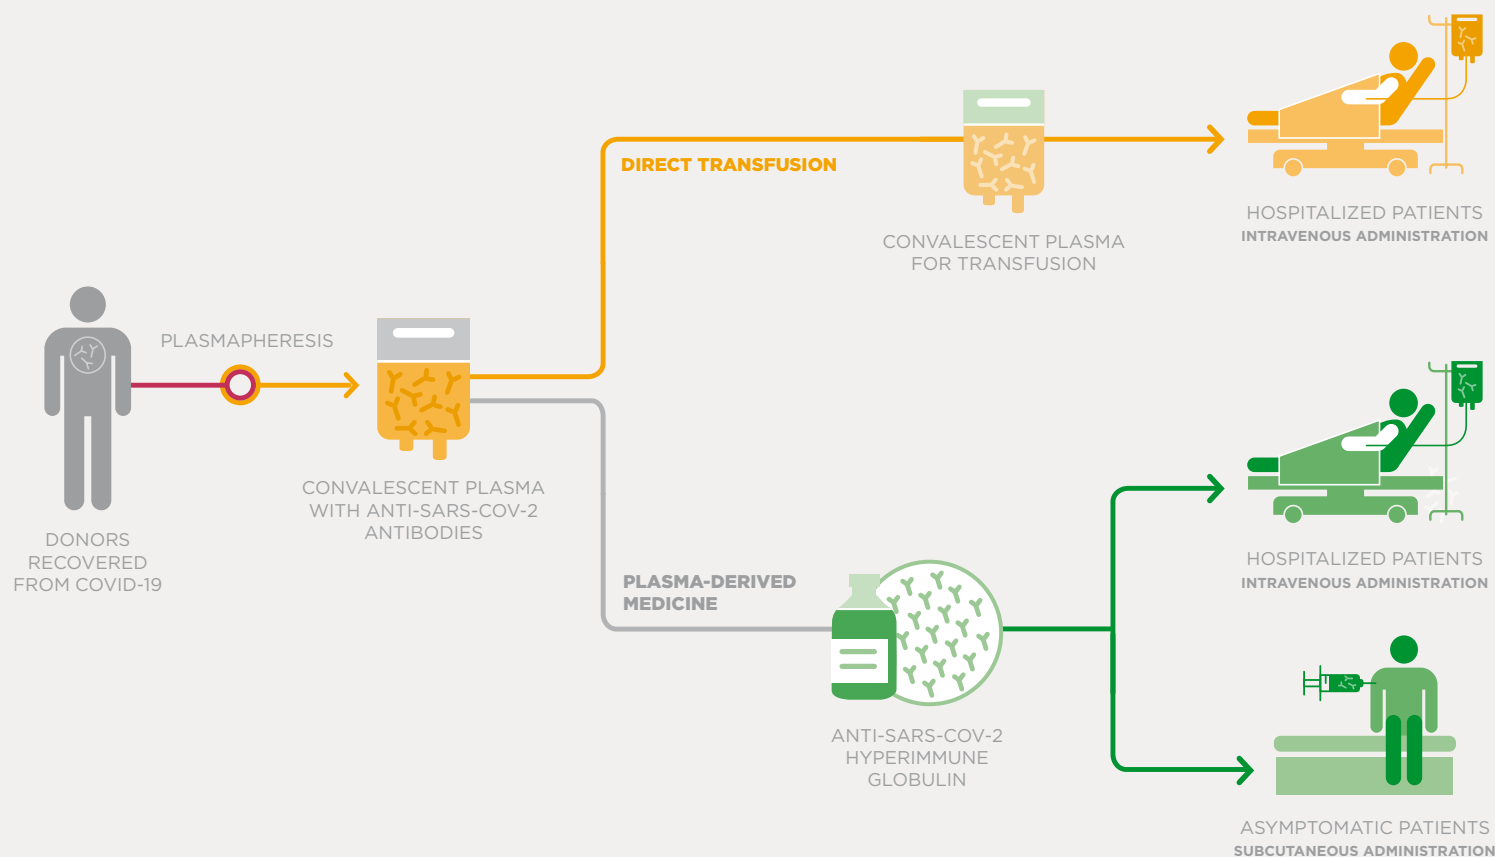 DIRECT TRANSFUSION
CONVALESCENT PLASMA
FOR TRANSFUSION
HOSPITALIZED PATIENTS
INTRAVENOUS ADMINISTRATION
PLASMAPHERESIS
DONORS
RECOVERED
FROM COVID-19
CONVALESCENT PLASMA
WITH ANTI-SARS-COV-2
ANTIBODIES
PLASMA-DERIVED
MEDICINE
ANTI-SARS-COV-2
HYPERIMMUNE
GLOBULIN
HOSPITALIZED PATIENTS
INTRAVENOUS ADMINISTRATION
ASYMPTOMATIC PATIENTS
SUBCUTANEOUS ADMINISTRATION